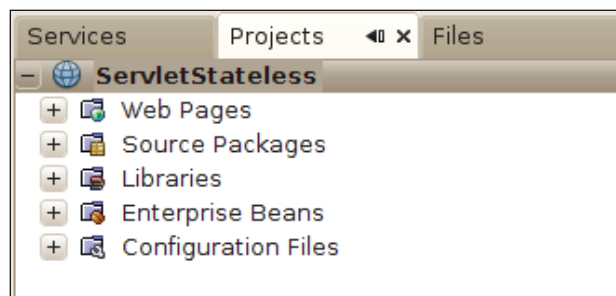 Services Projects Files
ServletStateless
Web Pages
Source Packages
Libraries
Enterprise Beans
Configuration Files